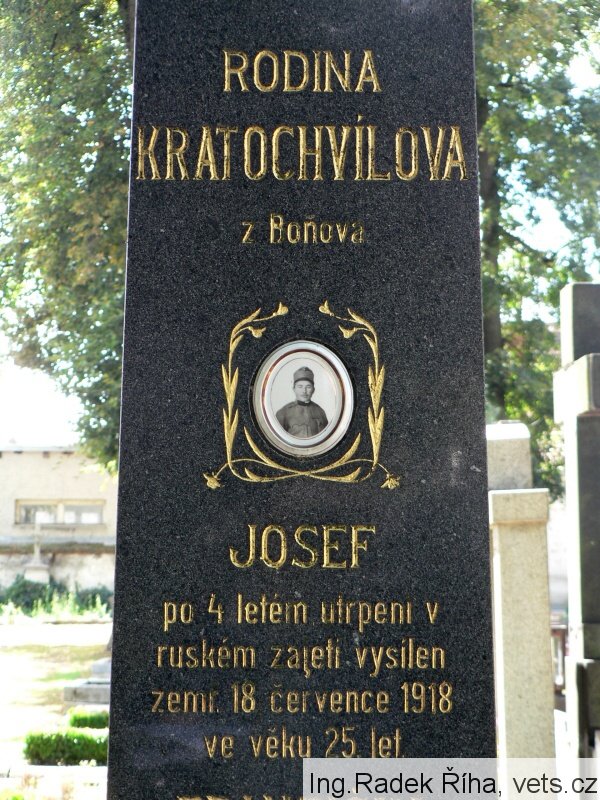 RODINA
KRATOCHVÍLOVA
z Boňova
JOSEF
po 4 letém utrpení v
ruském zajetí vysílen
zemř. 18 července 1918
ve věku 25 let.
Ing.Radek Říha, vets.cz